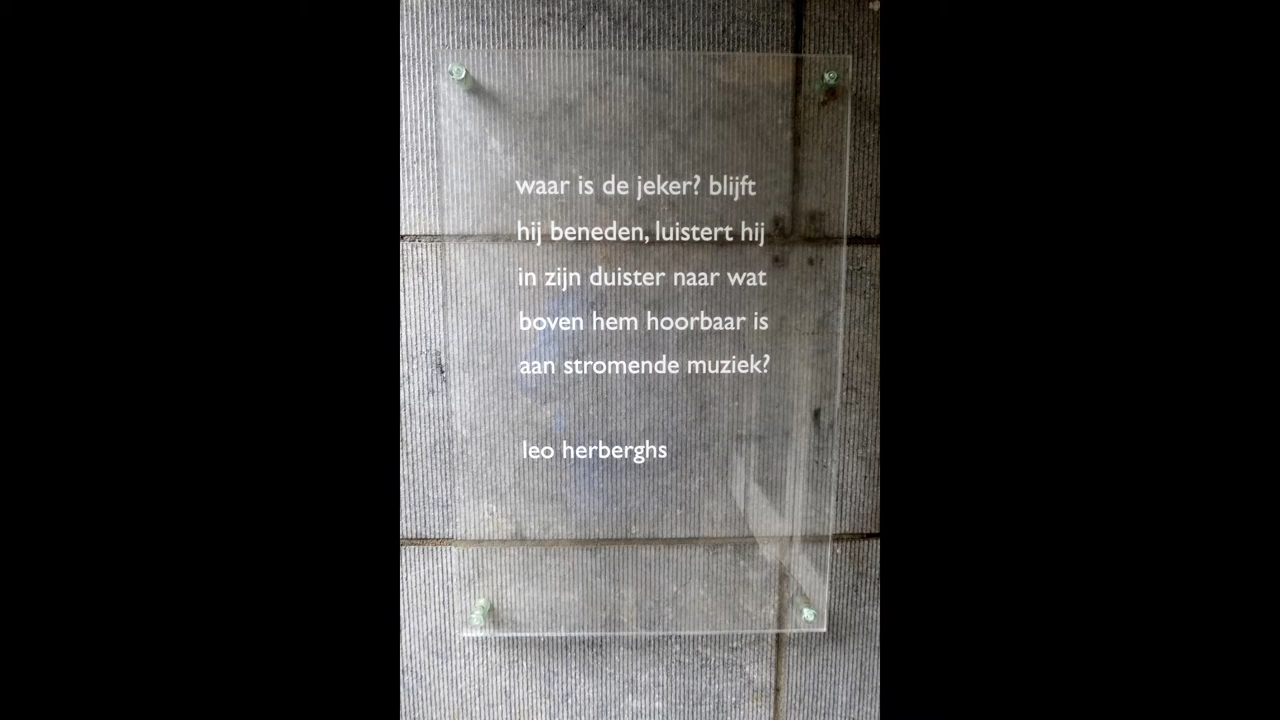 waar is de jeker? blijft
hij beneden, luistert hij
in zijn duister naar wat
boven hem hoorbaar is
aan stromende muziek?
leo herberghs